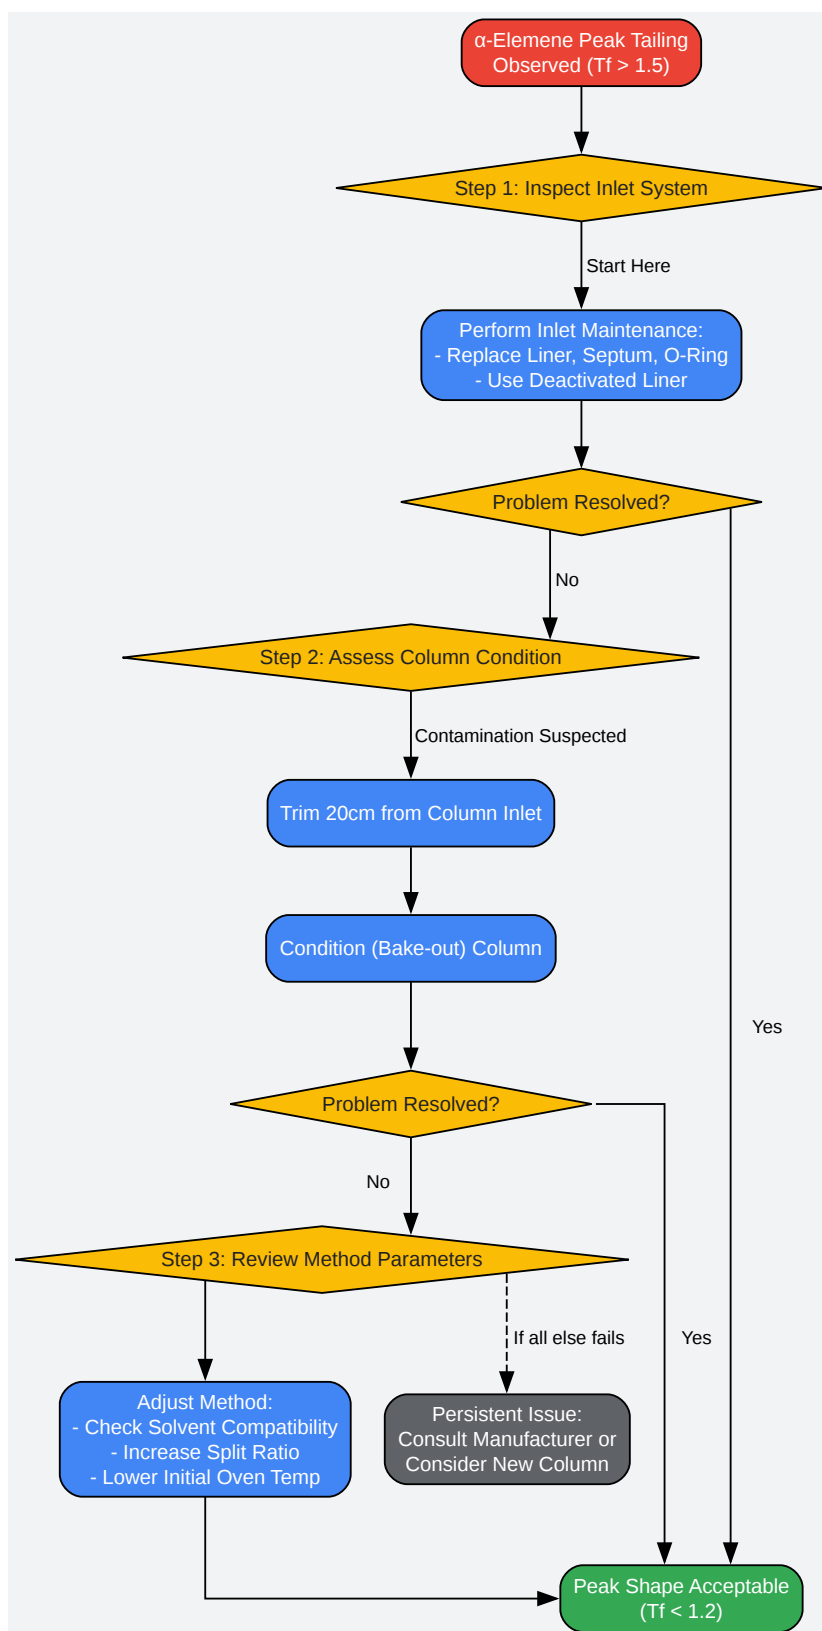 α-Elemene Peak Tailing
Observed (Tf > 1.5)
Step 1: Inspect Inlet System
Start Here
Perform Inlet Maintenance:
- Replace Liner, Septum, O-Ring
- Use Deactivated Liner
Problem Resolved?
No
Step 2: Assess Column Condition
Contamination Suspected
Trim 20cm from Column Inlet
Condition (Bake-out) Column
Yes
Problem Resolved?
No
Step 3: Review Method Parameters
If all else fails
Yes
Adjust Method:
- Check Solvent Compatibility
- Increase Split Ratio
- Lower Initial Oven Temp
Persistent Issue:
Consult Manufacturer or
Consider New Column
Peak Shape Acceptable
(Tf < 1.2)